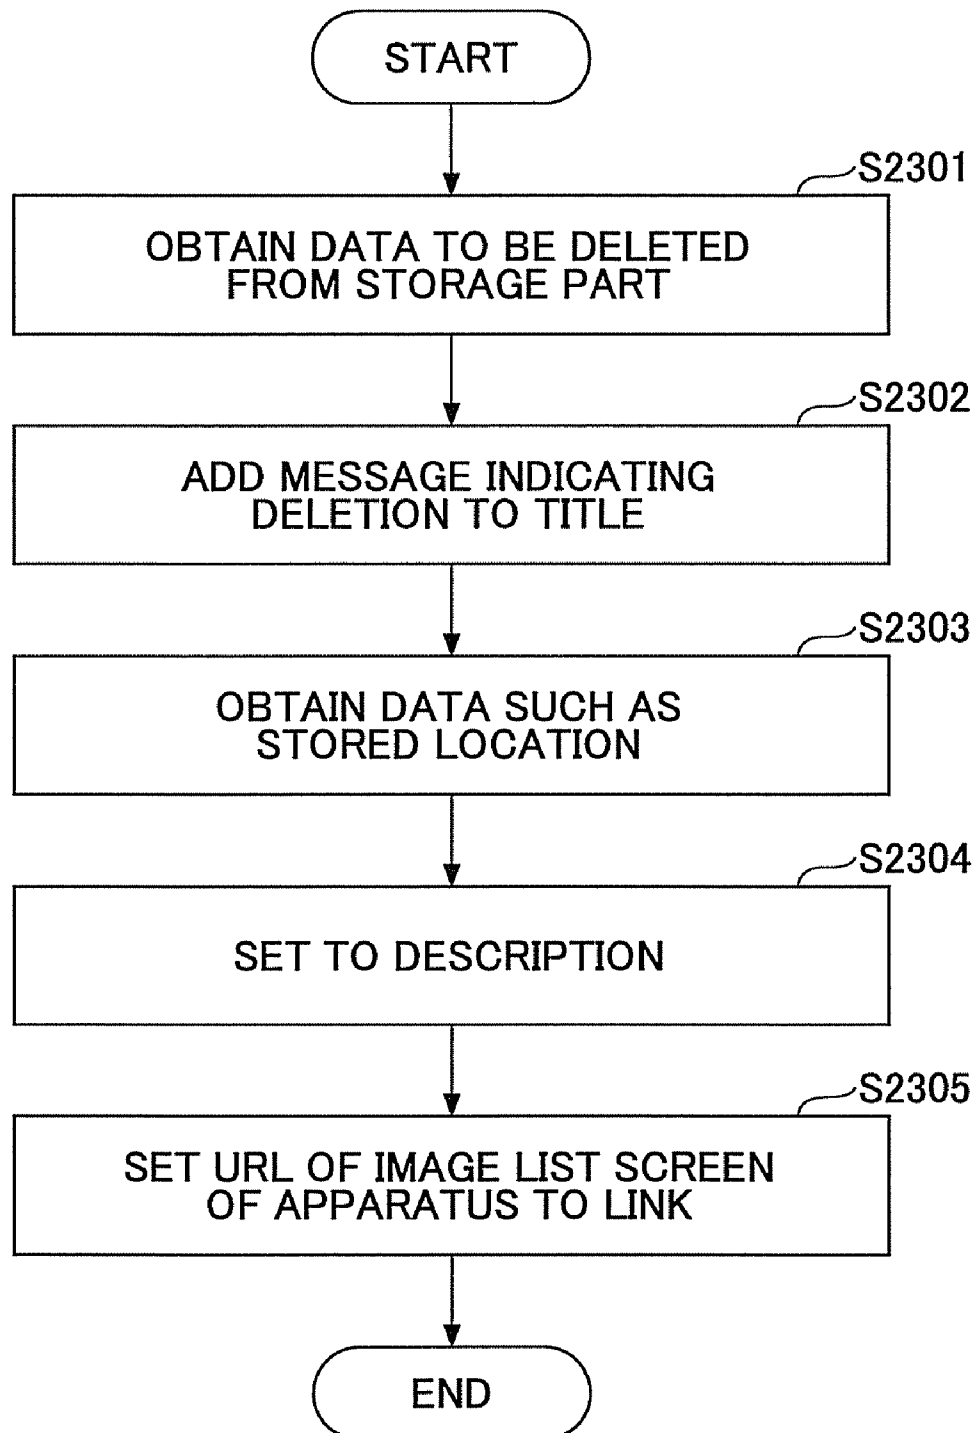 START
S2301
OBTAIN DATA TO BE DELETED
FROM STORAGE PART
S2302
ADD MESSAGE INDICATING
DELETION TO TITLE
S2303
OBTAIN DATA SUCH AS
STORED LOCATION
S2304
SET TO DESCRIPTION
S2305
SET URL OF IMAGE LIST SCREEN
OF APPARATUS TO LINK
END